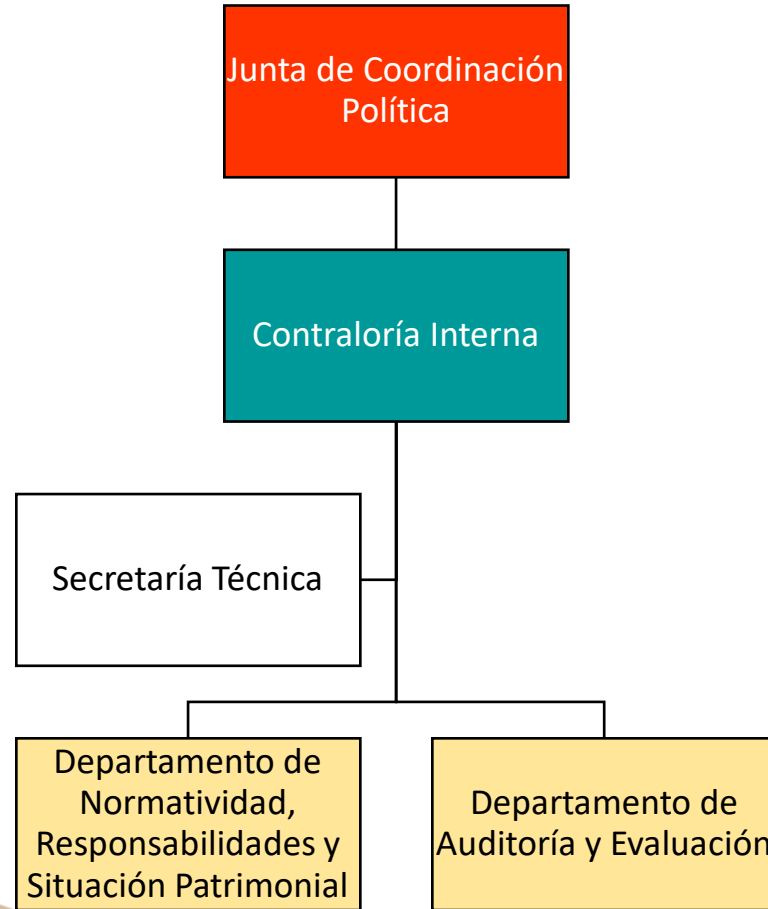 Junta de Coordinación
Política
Contraloría Interna
Secretaría Técnica
Departamento de
Normatividad,
Responsabilidades y
Situación Patrimonial
Departamento de
Auditoría y Evaluación